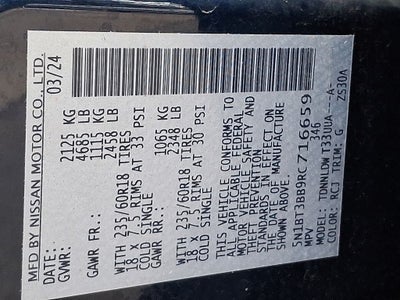 MFD BY NISSAN MOTOR CO., LTD.
DATE: 03/24
GVWR: 2125 KG
4685 LB
GAWR FR.: 1115 KG
2458 LB
WITH 235/60R18 TIRES
18 x 7.5 RIMS AT 33 PSI
COLD SINGLE
GAWR RR.: 1065 KG
2348 LB
WITH 235/60R18 TIRES
18 x 7.5 RIMS AT 30 PSI
COLD SINGLE
THIS VEHICLE CONFORMS TO
ALL APPLICABLE FEDERAL
MOTOR VEHICLE SAFETY AND
THEFT PREVENTION
STANDARDS IN EFFECT ON
THE DATE OF MANUFACTURE
SHOWN ABOVE.
5N1BT3BB9RC716659
MPV 346
MODEL: TDNNLDW T33UUA---A-
COLOR: RCJ TRIM: G ZS30A